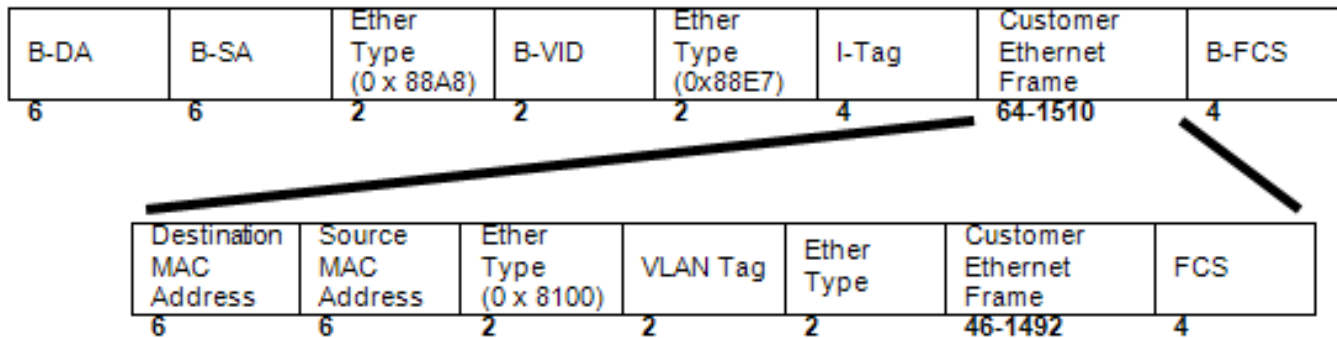 B-DA
B-SA
Ether
Type
(0 x 88A8)
B-VID
Ether
Type
(0x88E7)
I-Tag
Customer
Ethernet
Frame
B-FCS
6
6
2
2
2
4
64-1510
4
Destination
MAC
Address
Source
MAC
Address
Ether
Type
(0 x 8100)
VLAN Tag
Ether
Type
Customer
Ethernet
Frame
FCS
6
6
2
2
2
46-1492
4